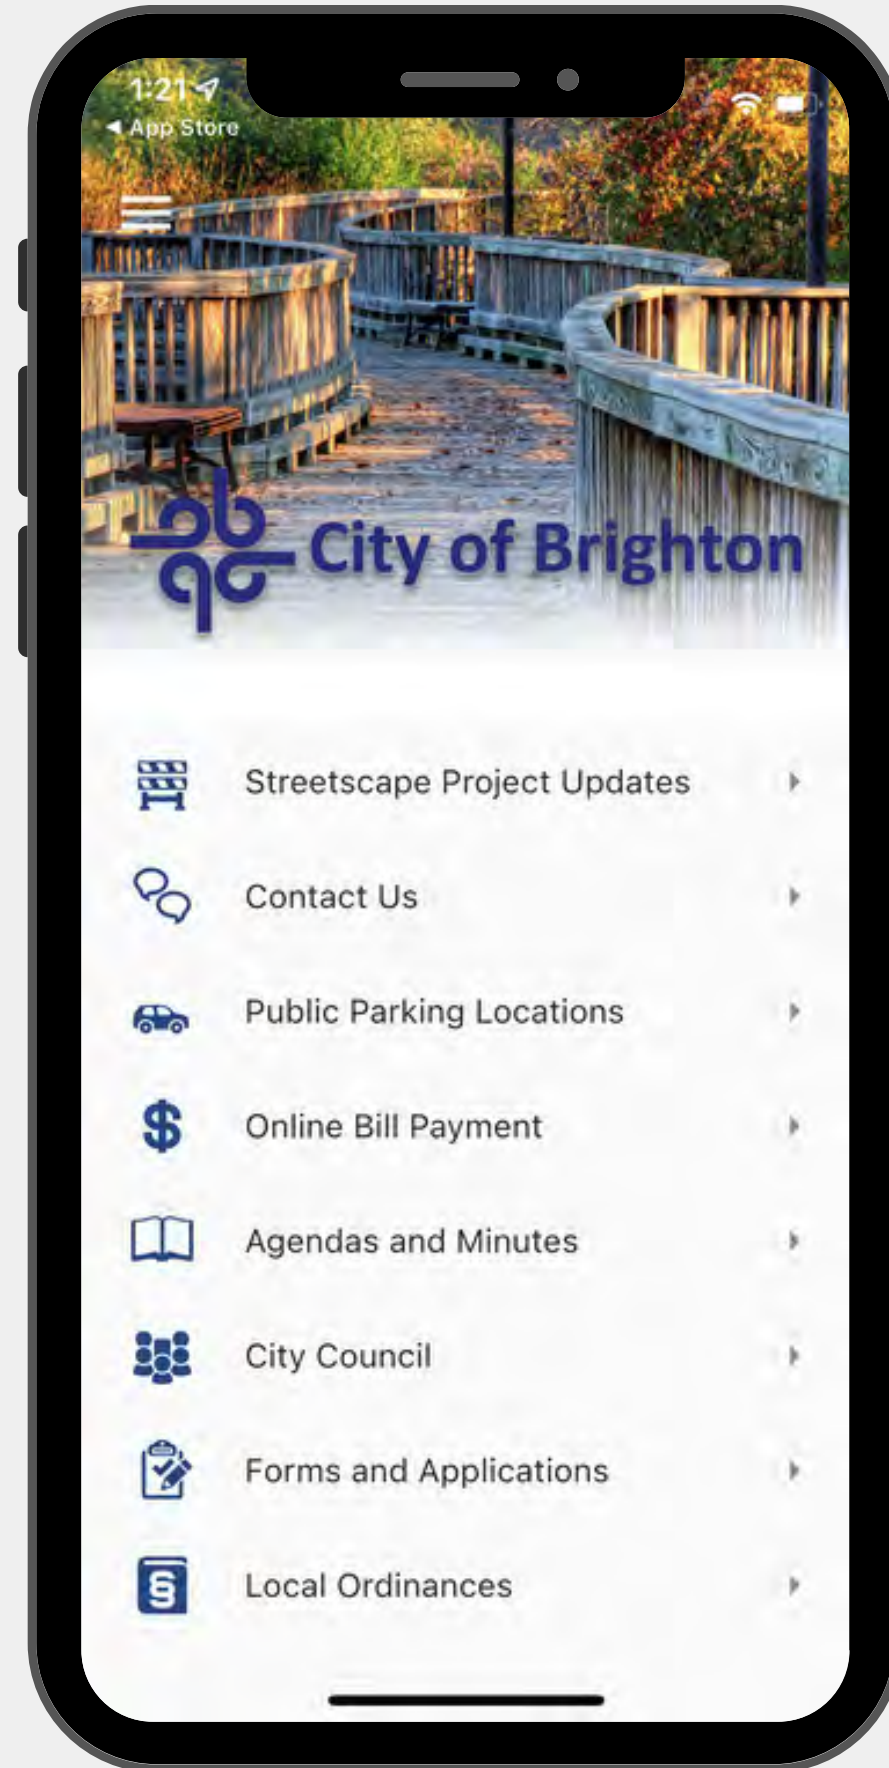 1:21
◀ App Store
City of Brighton
Streetscape Project Updates
Contact Us
Public Parking Locations
Online Bill Payment
Agendas and Minutes
City Council
Forms and Applications
Local Ordinances